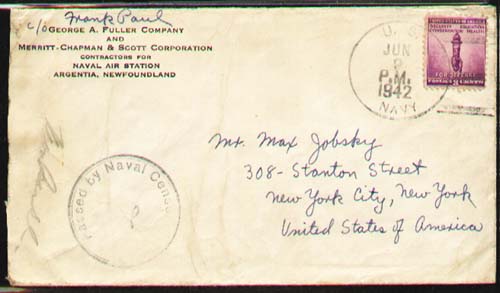 Frank Paul
c/o GEORGE A. FULLER COMPANY
AND
MERRITT-CHAPMAN & SCOTT CORPORATION
CONTRACTORS FOR
NAVAL AIR STATION
ARGENTIA, NEWFOUNDLAND
U. S.
JUN
2
P.M.
1942
NAVY
FOR DEFENSE
Mr. Max Jobsky
308- Stanton Street
New York City, New York
United States of America
Passed by Naval Censor